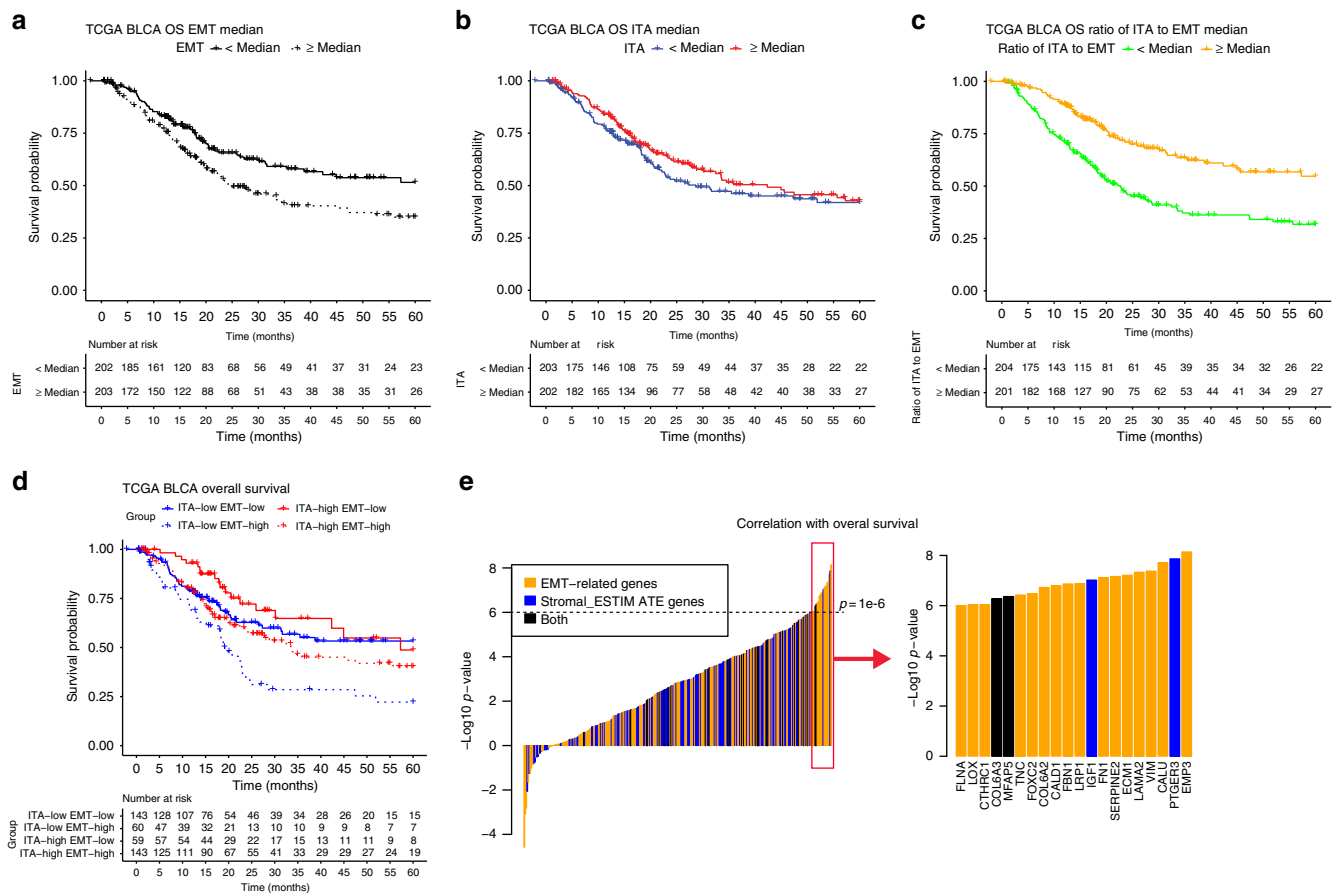 a
TCGA BLCA OS EMT median
EMT < Median ≥ Median
Survival probability
1.00
0.75
0.50
0.25
0.00
0 5 10 15 20 25 30 35 40 45 50 55 60
Time (months)
Number at risk
EMT
< Median 202 185 161 120 83 68 56 49 41 37 31 24 23
≥ Median 203 172 150 122 88 68 51 43 38 38 35 31 26
0 5 10 15 20 25 30 35 40 45 50 55 60
Time (months)
b
TCGA BLCA OS ITA median
ITA < Median ≥ Median
Survival probability
1.00
0.75
0.50
0.25
0.00
0 5 10 15 20 25 30 35 40 45 50 55 60
Time (months)
Number at risk
ITA
< Median 203 175 146 108 75 59 49 44 37 35 28 22 22
≥ Median 202 182 165 134 96 77 58 48 42 40 38 33 27
0 5 10 15 20 25 30 35 40 45 50 55 60
Time (months)
c
TCGA BLCA OS ratio of ITA to EMT median
Ratio of ITA to EMT < Median ≥ Median
Survival probability
1.00
0.75
0.50
0.25
0.00
0 5 10 15 20 25 30 35 40 45 50 55 60
Time (months)
Number at risk
Ratio of ITA to EMT
< Median 204 175 143 115 81 61 45 39 35 34 32 26 22
≥ Median 201 182 168 127 90 75 62 53 44 41 34 29 27
0 5 10 15 20 25 30 35 40 45 50 55 60
Time (months)
d
TCGA BLCA overall survival
Group
ITA–low EMT–low ITA–high EMT–low
ITA–low EMT–high ITA–high EMT–high
Survival probability
1.00
0.75
0.50
0.25
0.00
0 5 10 15 20 25 30 35 40 45 50 55 60
Time (months)
Number at risk
Group
ITA–low EMT–low 143 128 107 76 54 46 39 34 28 26 20 15 15
ITA–low EMT–high 60 47 39 32 21 13 10 10 9 9 8 7 7
ITA–high EMT–low 59 57 54 44 29 22 17 15 13 11 11 9 8
ITA–high EMT–high 143 125 111 90 67 55 41 33 29 29 27 24 19
0 5 10 15 20 25 30 35 40 45 50 55 60
Time (months)
e
Correlation with overal survival
EMT–related genes
Stromal_ESTIM ATE genes
Both
p = 1e-6
–Log10 p–value
8
6
4
2
0
–2
–4
–Log10 p–value
8
6
4
2
0
FLNA
LOX
CTHRC1
COL6A3
MFAP5
TNC
FOXC2
COL6A2
CALD1
FBN1
LRP1
IGF1
FN1
SERPINE2
ECM1
LAMA2
VIM
CALU
PTGER3
EMP3